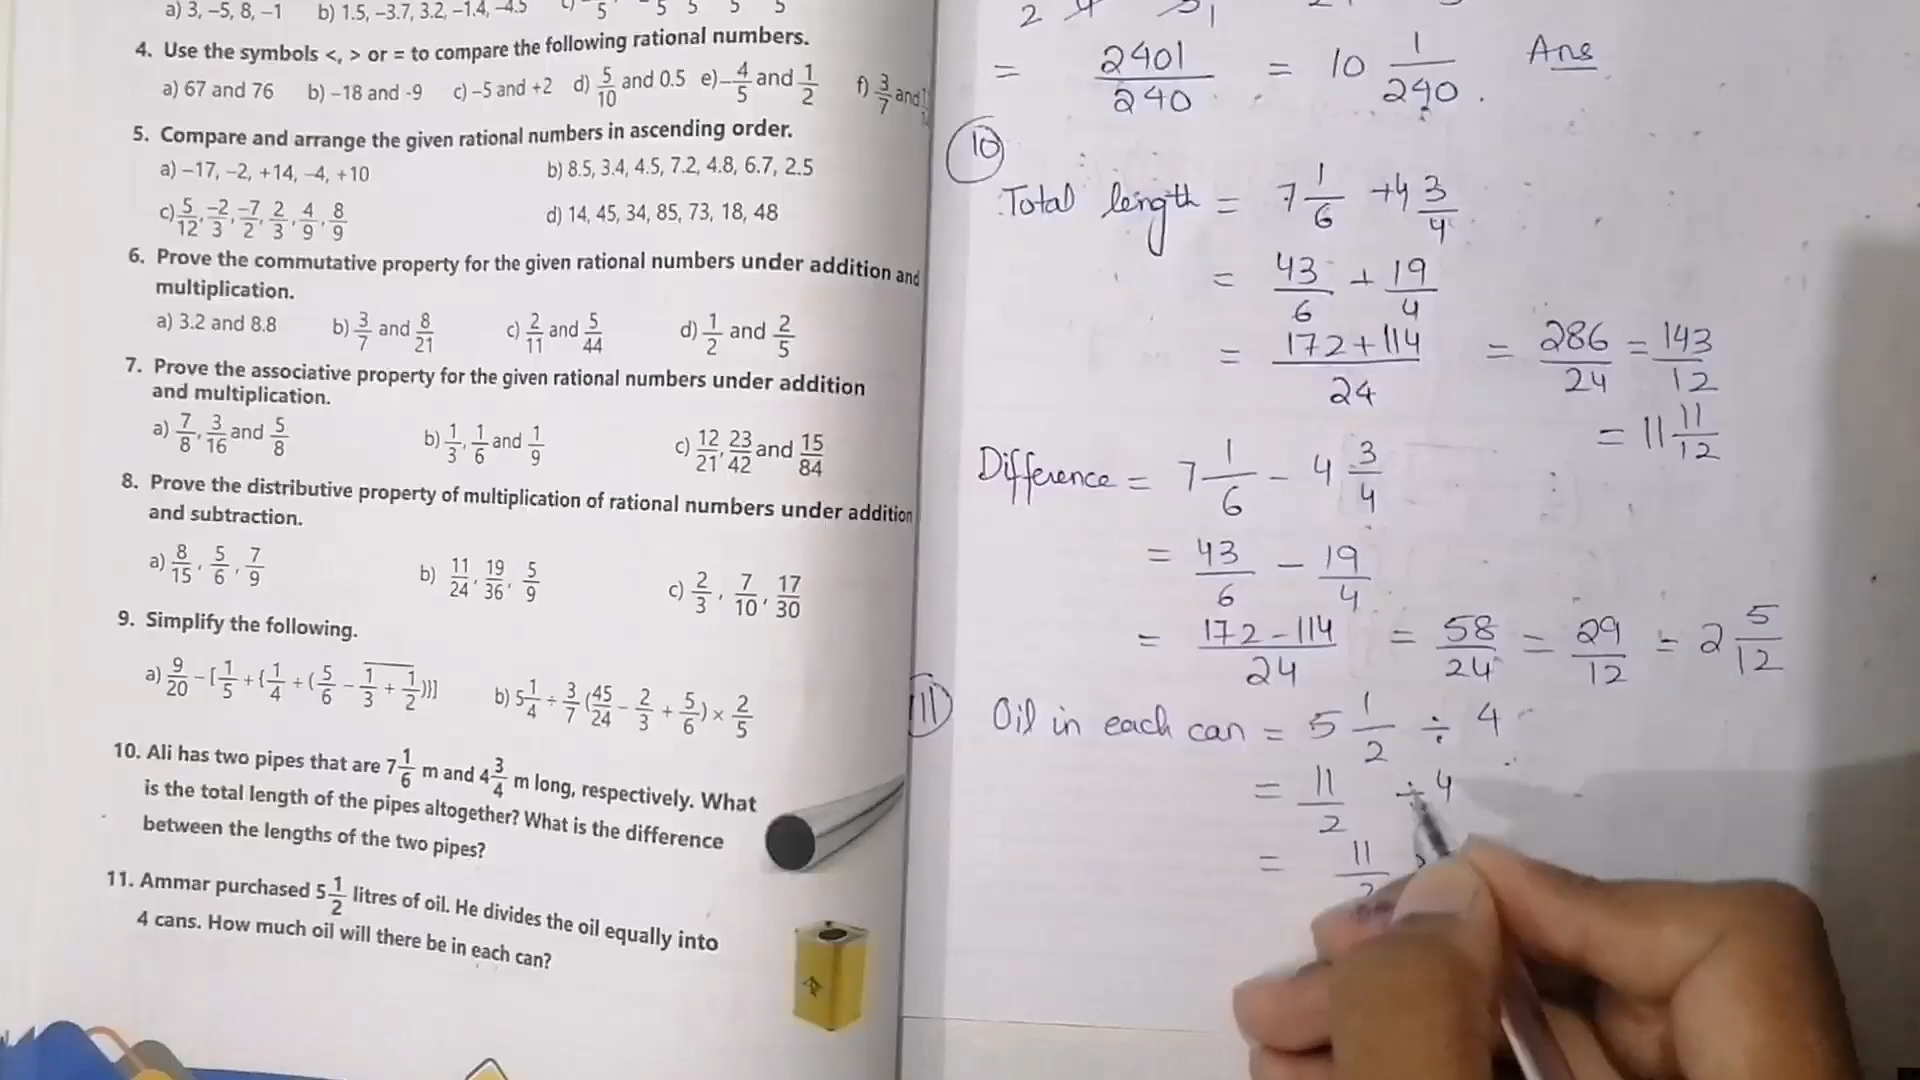 a) 3, –5, 8, –1 b) 1.5, –3.7, 3.2, –1.4, –4.5
4. Use the symbols <, > or = to compare the following rational numbers.
a) 67 and 76 b) –18 and -9 c) –5 and +2 d) 5/10 and 0.5 e) –4/5 and 1/2 f) 3/7 and
5. Compare and arrange the given rational numbers in ascending order.
a) –17, –2, +14, –4, +10 b) 8.5, 3.4, 4.5, 7.2, 4.8, 6.7, 2.5
c) 5/12, –2/3, –7/2, 2/3, 4/9, 8/9 d) 14, 45, 34, 85, 73, 18, 48
6. Prove the commutative property for the given rational numbers under addition and
multiplication.
a) 3.2 and 8.8 b) 3/7 and 8/21 c) 2/11 and 5/44 d) 1/2 and 2/5
7. Prove the associative property for the given rational numbers under addition
and multiplication.
a) 7/8, 3/16 and 5/8 b) 1/3, 1/6 and 1/9 c) 12/21, 23/42 and 15/84
8. Prove the distributive property of multiplication of rational numbers under addition
and subtraction.
a) 8/15, 5/6, 7/9 b) 11/24, 19/36, 5/9 c) 2/3, 7/10, 17/30
9. Simplify the following.
a) 9/20 – [1/5 + {1/4 + (5/6 – 1/3 + 1/2)}] b) 5 1/4 ÷ 3/7 (45/24 – 2/3 + 5/6) × 2/5
10. Ali has two pipes that are 7 1/6 m and 4 3/4 m long, respectively. What
is the total length of the pipes altogether? What is the difference
between the lengths of the two pipes?
11. Ammar purchased 5 1/2 litres of oil. He divides the oil equally into
4 cans. How much oil will there be in each can?
= 2401/240 = 10 1/240 . Ans
10
Total length = 7 1/6 + 4 3/4
= 43/6 + 19/4
= 172 + 114/24 = 286/24 = 143/12
= 11 11/12
Difference = 7 1/6 – 4 3/4
= 43/6 – 19/4
= 172 – 114/24 = 58/24 = 29/12 = 2 5/12
11 Oil in each can = 5 1/2 ÷ 4
= 11/2 ÷ 4
= 11/2